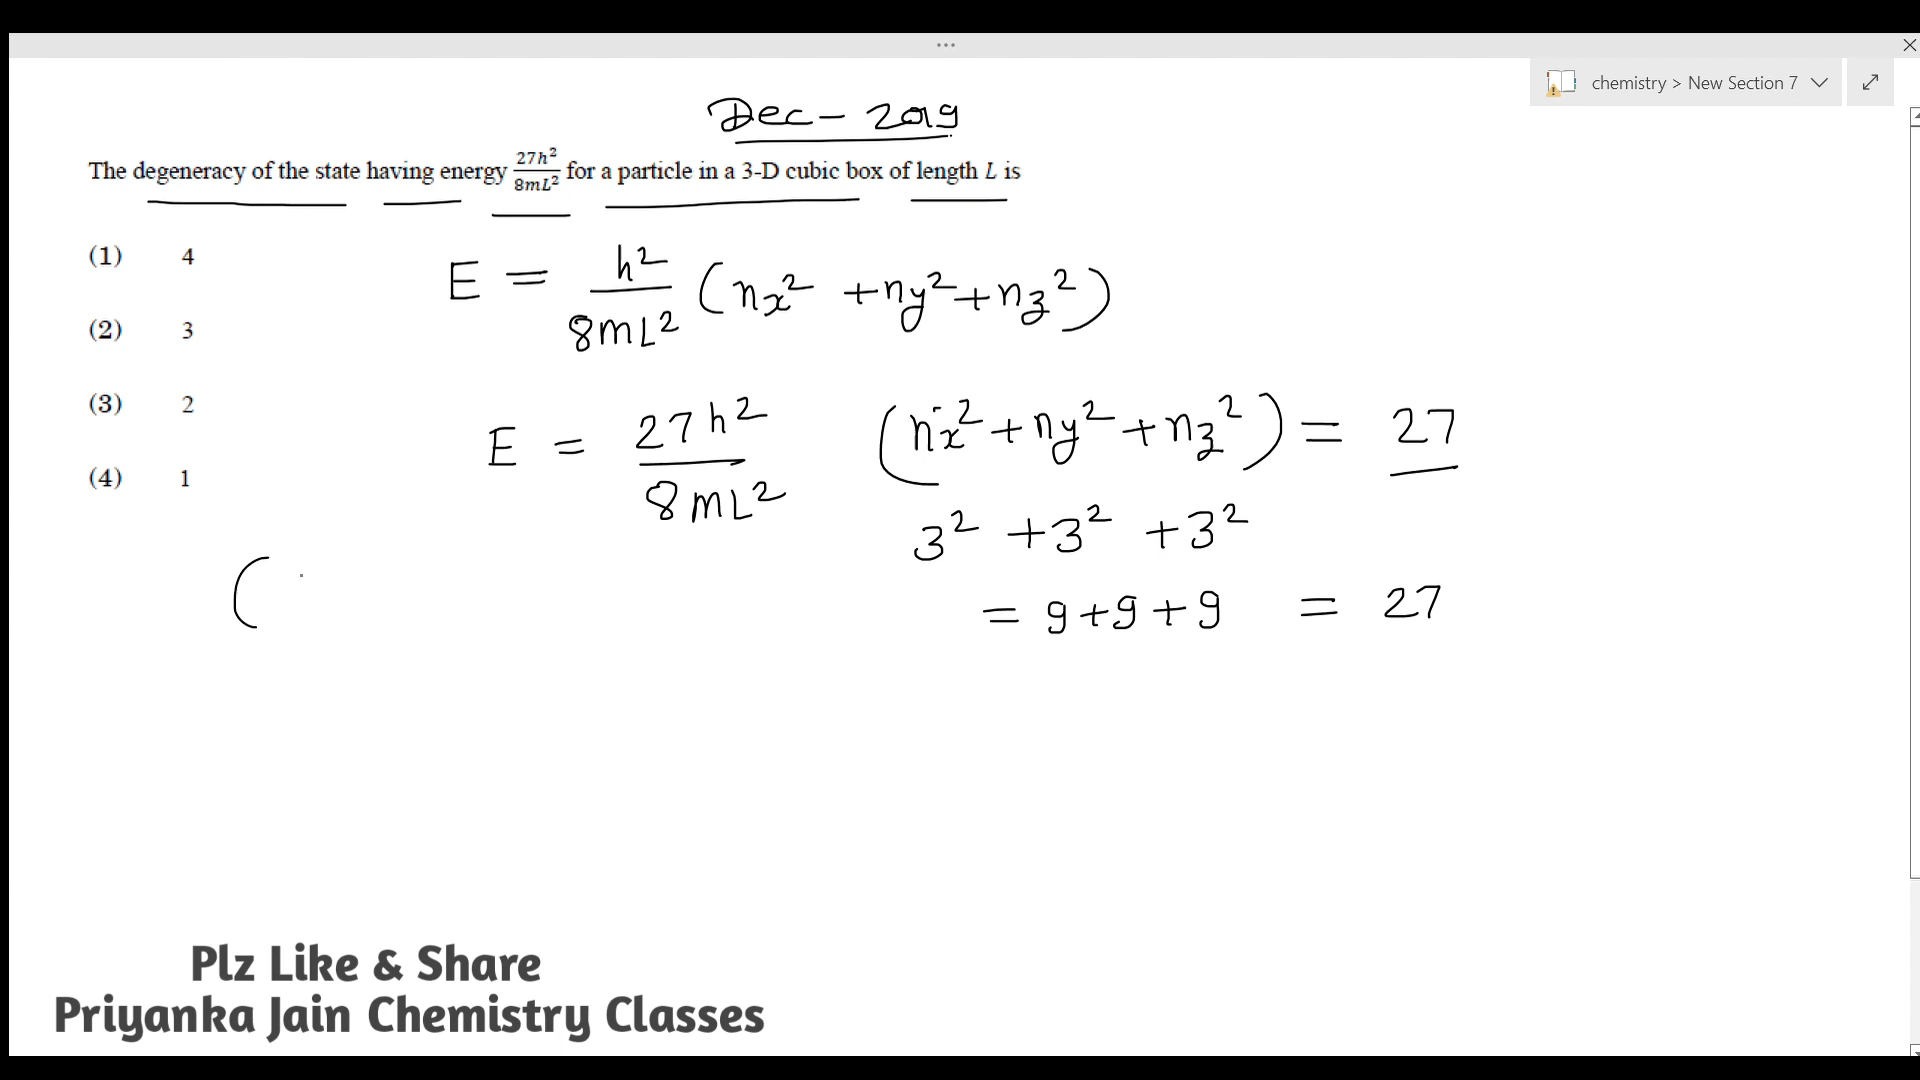 chemistry > New Section 7
Dec - 2019
The degeneracy of the state having energy 27h²/8mL² for a particle in a 3-D cubic box of length L is
(1) 4
(2) 3
(3) 2
(4) 1
E = h²/8mL² (nx² + ny² + nz²)
E = 27h²/8mL² (nx² + ny² + nz²) = 27
3² + 3² + 3²
= 9 + 9 + 9 = 27
(
Plz Like & Share
Priyanka Jain Chemistry Classes